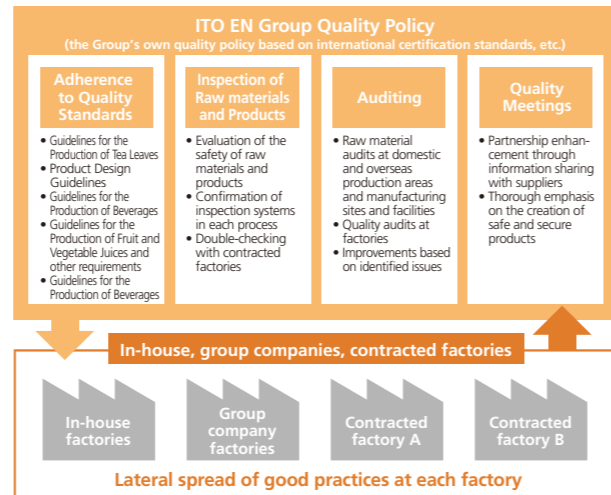 ITO EN Group Quality Policy
(the Group's own quality policy based on international certification standards, etc.)
Adherence
to Quality
Standards
• Guidelines for the
Production of Tea Leaves
• Product Design
Guidelines
• Guidelines for the
Production of Beverages
• Guidelines for the
Production of Fruit and
Vegetable Juices and
other requirements
• Guidelines for the
Production of Beverages
Inspection of
Raw materials
and Products
• Evaluation of the
safety of raw
materials and
products
• Confirmation of
inspection systems
in each process
• Double-checking
with contracted
factories
Auditing
• Raw material
audits at domestic
and overseas
production areas
and manufacturing
sites and facilities
• Quality audits at
factories
• Improvements based
on identified issues
Quality
Meetings
• Partnership enhan-
cement through
information sharing
with suppliers
• Thorough emphasis
on the creation of
safe and secure
products
In-house, group companies, contracted factories
In-house
factories
Group
company
factories
Contracted
factory A
Contracted
factory B
Lateral spread of good practices at each factory